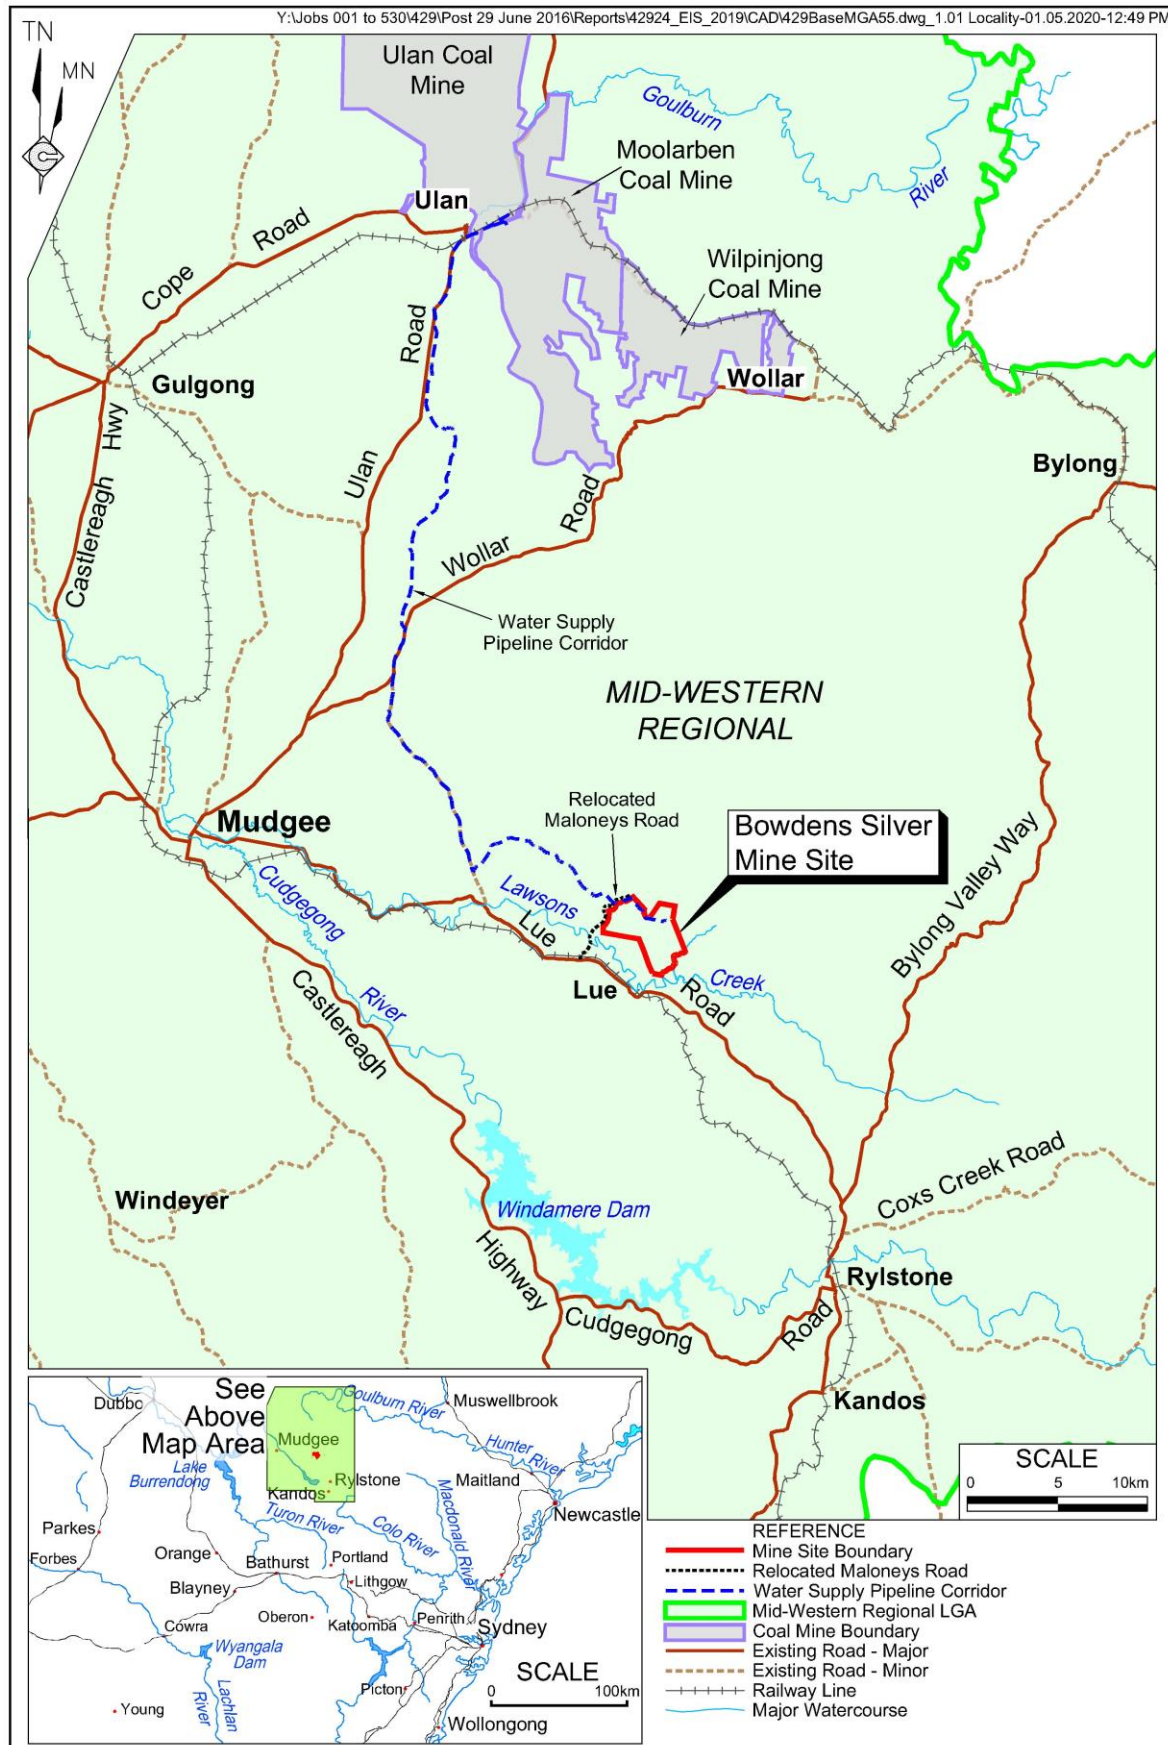 Y:\Jobs 001 to 530\429\Post 29 June 2016\Reports\42924_EIS_2019\CAD\429BaseMGA55.dwg_1.01 Locality-01.05.2020-12:49 PM
TN
MN
Ulan Coal
Mine
Goulburn
River
Moolarben
Coal Mine
Ulan
Cope
Road
Wilpinjong
Coal Mine
Road
Ulan
Wollar
Gulgong
Castlereagh
Hwy
Bylong
Wollar
Road
Water Supply
Pipeline Corridor
MID-WESTERN
REGIONAL
Relocated
Maloneys Road
Bowdens Silver
Mine Site
Mudgee
Bylong Valley Way
Cudgegong
River
Lawsons
Creek
Lue
Road
Lue
Castlereagh
Highway
Windeyer
Windamere Dam
Coxs Creek Road
Rylstone
Cudgegong
Road
Kandos
SCALE
0
5
10km
See
Above
Map Area
Dubbo
Goulburn River
Muswellbrook
Mudgee
Hunter
River
Lake
Burrendong
Rylstone
Kandos
Maitland
Macdonald River
Newcastle
Turon River
Colo River
Parkes
Forbes
Orange
Bathurst
Portland
Lithgow
Blayney
Oberon
Katoomba
Penrith
Cowra
Sydney
Wyangala
Dam
Lachlan
River
Picton
Young
Wollongong
SCALE
0
100km
REFERENCE
Mine Site Boundary
Relocated Maloneys Road
Water Supply Pipeline Corridor
Mid-Western Regional LGA
Coal Mine Boundary
Existing Road - Major
Existing Road - Minor
Railway Line
Major Watercourse